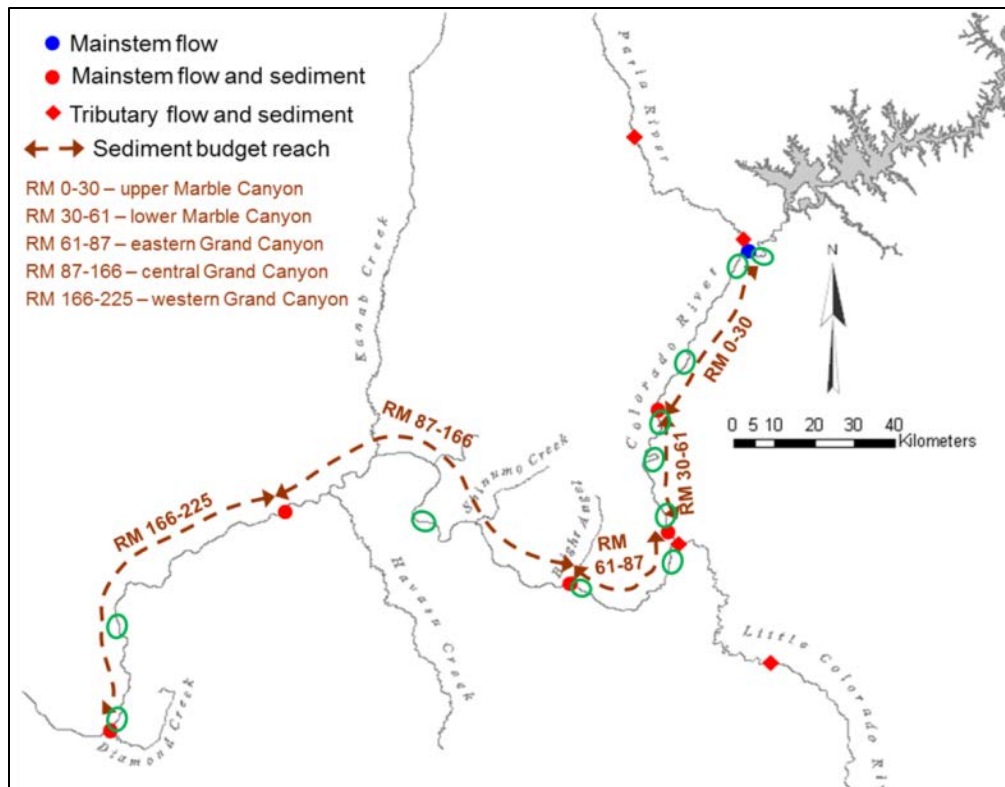 Mainstem flow
Mainstem flow and sediment
Tributary flow and sediment
Sediment budget reach
RM 0-30 – upper Marble Canyon
RM 30-61 – lower Marble Canyon
RM 61-87 – eastern Grand Canyon
RM 87-166 – central Grand Canyon
RM 166-225 – western Grand Canyon
Paria River
Kanab Creek
Colorado River
RM 0-30
N
0 5 10 20 30 40
Kilometers
RM 87-166
RM 30-61
Shinumo Creek
Bright Angel
RM
61-87
RM 166-225
Havasu Creek
Little Colorado Riv
Diamond Creek